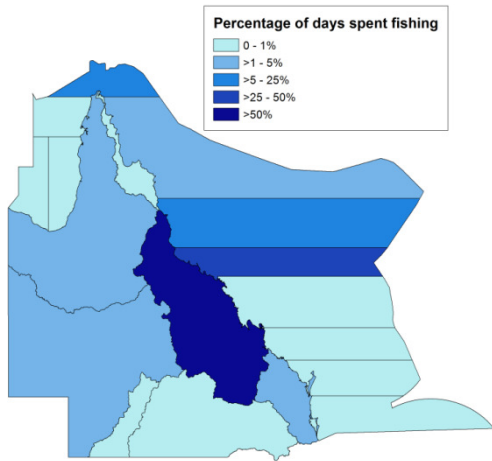 Percentage of days spent fishing
0 - 1%
>1 - 5%
>5 - 25%
>25 - 50%
>50%